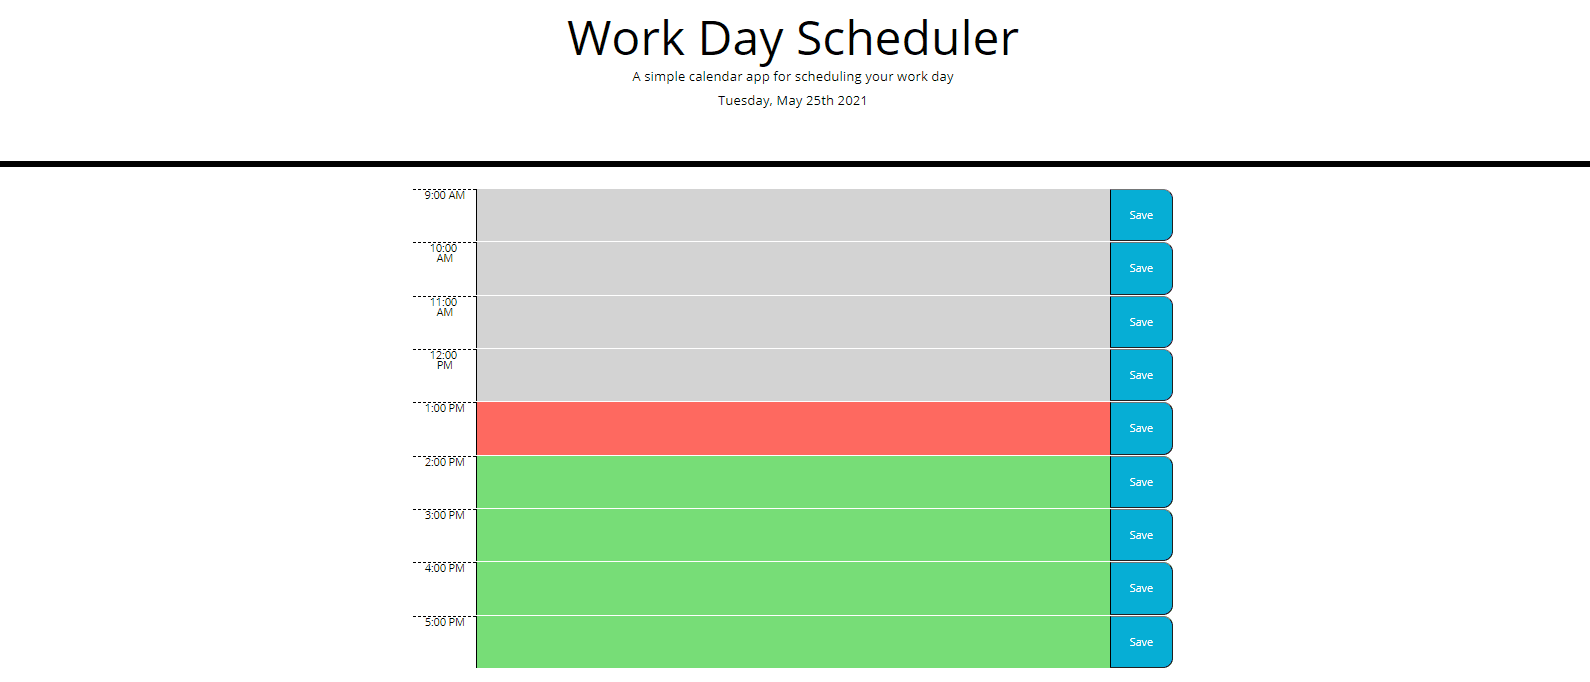 Work Day Scheduler
A simple calendar app for scheduling your work day
Tuesday, May 25th 2021
9:00 AM
Save
10:00
AM
Save
11:00
AM
Save
12:00
PM
Save
1:00 PM
Save
2:00 PM
Save
3:00 PM
Save
4:00 PM
Save
5:00 PM
Save